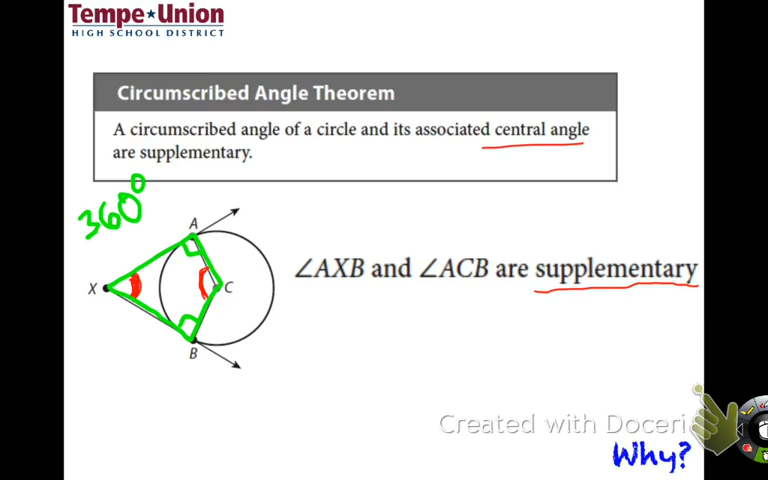 Tempe★Union
HIGH SCHOOL DISTRICT
Circumscribed Angle Theorem
A circumscribed angle of a circle and its associated central angle
are supplementary.
360°
A
∠AXB and ∠ACB are supplementary
X
C
B
Created with Doceri
Why?